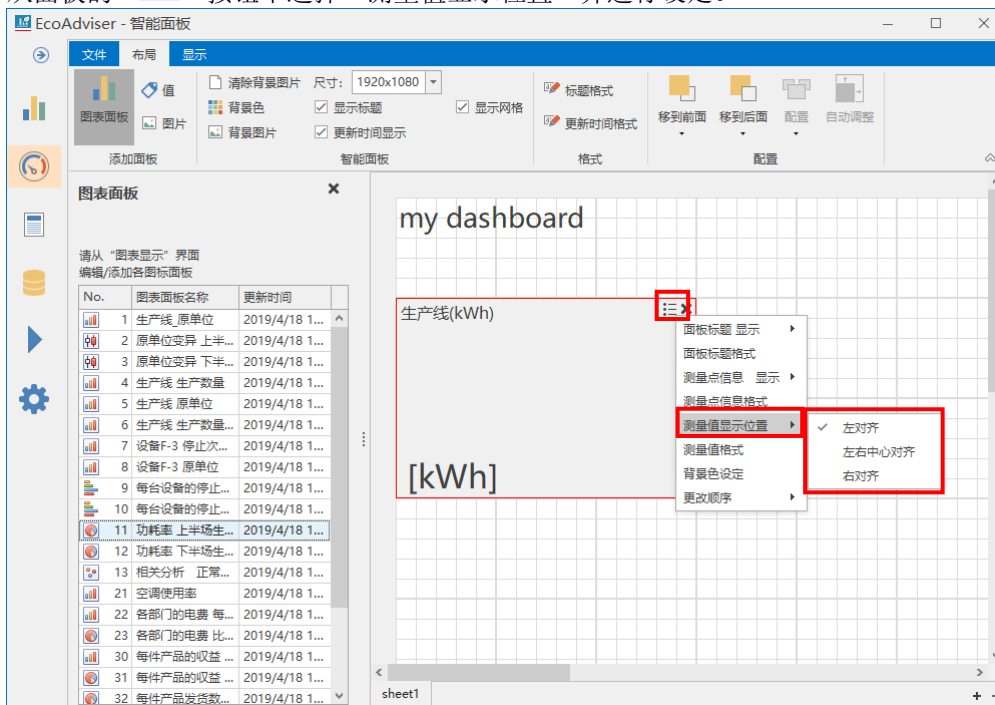 EcoAdviser - 智能面板
文件 布局 显示
图表面板
值
图片
添加面板
清除背景图片 尺寸： 1920x1080
背景色 显示标题 显示网格
背景图片 更新时间显示
智能面板
标题格式
更新时间格式
格式
移到前面 移到后面 配置 自动调整
配置
图表面板
请从“图表显示”界面
编辑/添加各图标面板
No. 图表面板名称 更新时间
1 生产线_原单位 2019/4/18 1...
2 原单位变异 上半... 2019/4/18 1...
3 原单位变异 下半... 2019/4/18 1...
4 生产线 生产数量 2019/4/18 1...
5 生产线 原单位 2019/4/18 1...
6 生产线 生产数量... 2019/4/18 1...
7 设备F-3 停止次... 2019/4/18 1...
8 设备F-3 原单位 2019/4/18 1...
9 每台设备的停止... 2019/4/18 1...
10 每台设备的停止... 2019/4/18 1...
11 功耗率 上半场生... 2019/4/18 1...
12 功耗率 下半场生... 2019/4/18 1...
13 相关分析 正常... 2019/4/18 1...
21 空调使用率 2019/4/18 1...
22 各部门的电费 每... 2019/4/18 1...
23 各部门的电费 比... 2019/4/18 1...
30 每件产品的收益 ... 2019/4/18 1...
31 每件产品的收益 ... 2019/4/18 1...
32 每件产品发货数... 2019/4/18 1...
my dashboard
生产线(kWh)
[kWh]
面板标题 显示
面板标题格式
测量点信息 显示
测量点信息格式
测量值显示位置
测量值格式
背景色设定
更改顺序
左对齐
左右中心对齐
右对齐
sheet1